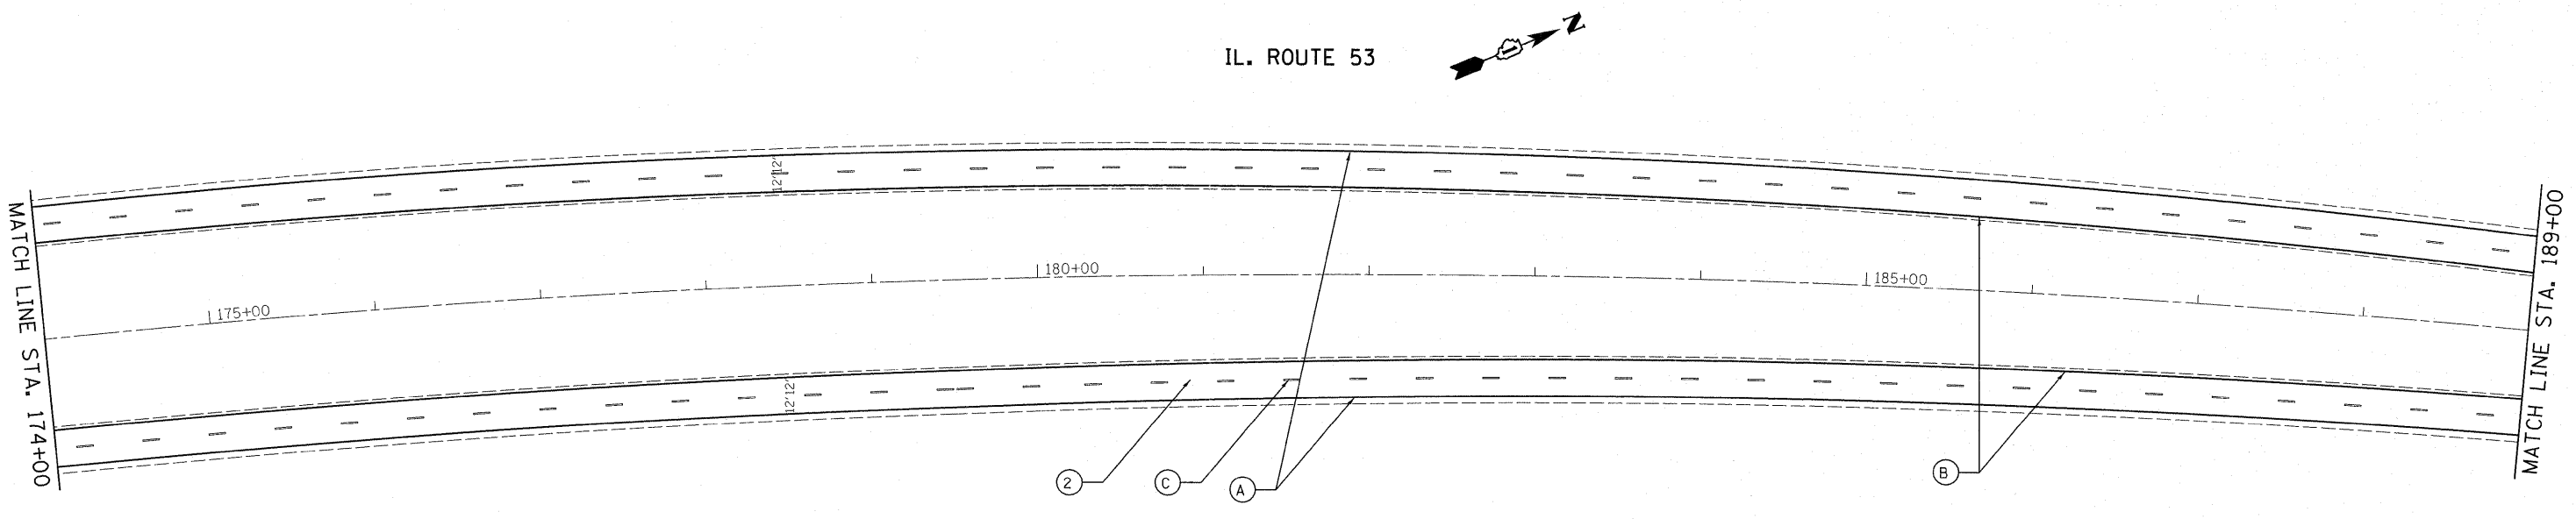 IL. ROUTE 53
N
MATCH LINE STA. 174+00
12'12'
175+00
180+00
185+00
12'12'
MATCH LINE STA. 189+00
2
C
A
B